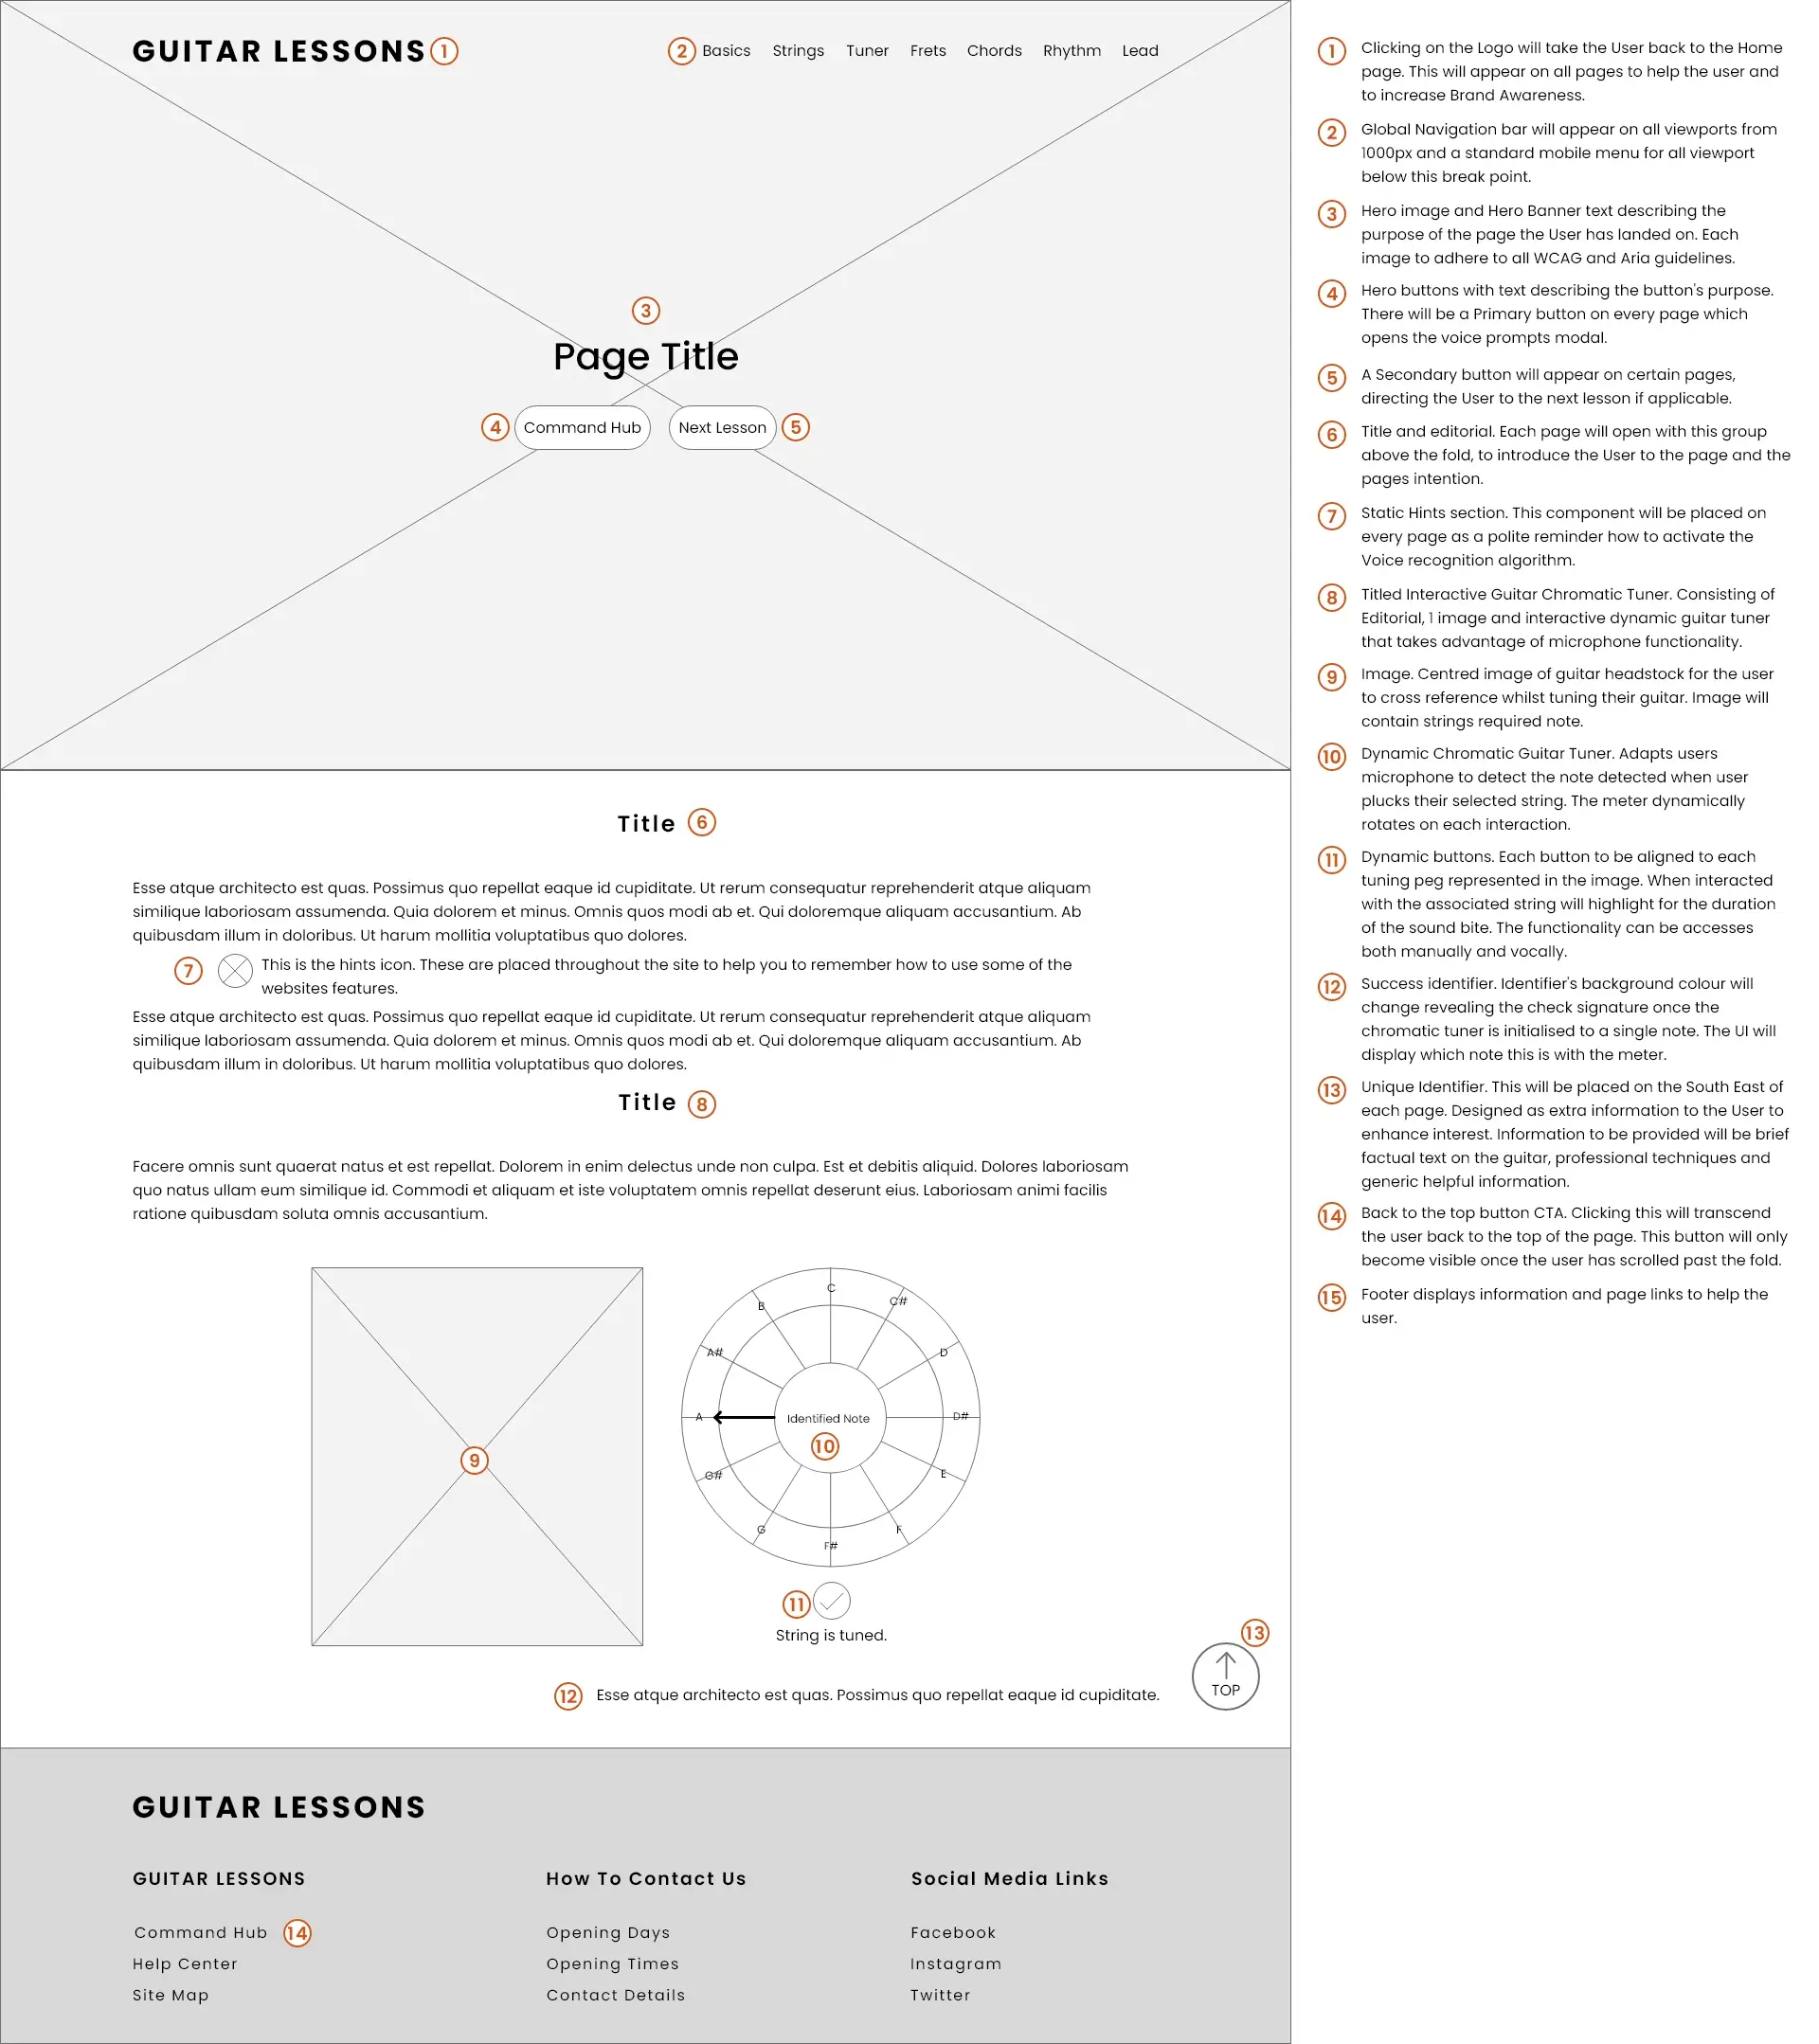 GUITAR LESSONS 1
2 Basics Strings Tuner Frets Chords Rhythm Lead
3
Page Title
4 Command Hub Next Lesson 5
Title 6
Esse atque architecto est quas. Possimus quo repellat eaque id cupiditate. Ut rerum consequatur reprehenderit atque aliquam
similique laboriosam assumenda. Quia dolorem et minus. Omnis quos modi ab et. Qui doloremque aliquam accusantium. Ab
quibusdam illum in doloribus. Ut harum mollitia voluptatibus quo dolores.
7 This is the hints icon. These are placed throughout the site to help you to remember how to use some of the
websites features.
Esse atque architecto est quas. Possimus quo repellat eaque id cupiditate. Ut rerum consequatur reprehenderit atque aliquam
similique laboriosam assumenda. Quia dolorem et minus. Omnis quos modi ab et. Qui doloremque aliquam accusantium. Ab
quibusdam illum in doloribus. Ut harum mollitia voluptatibus quo dolores.
Title 8
Facere omnis sunt quaerat natus et est repellat. Dolorem in enim delectus unde non culpa. Est et debitis aliquid. Dolores laboriosam
quo natus ullam eum similique id. Commodi et aliquam et iste voluptatem omnis repellat deserunt eius. Laboriosam animi facilis
ratione quibusdam soluta omnis accusantium.
9
C
C#
D
D#
E
F
F#
G
G#
A
A#
B
Identified Note
10
11
String is tuned.
12 Esse atque architecto est quas. Possimus quo repellat eaque id cupiditate.
13
TOP
GUITAR LESSONS
GUITAR LESSONS
Command Hub 14
Help Center
Site Map
How To Contact Us
Opening Days
Opening Times
Contact Details
Social Media Links
Facebook
Instagram
Twitter
1 Clicking on the Logo will take the User back to the Home
page. This will appear on all pages to help the user and
to increase Brand Awareness.
2 Global Navigation bar will appear on all viewports from
1000px and a standard mobile menu for all viewport
below this break point.
3 Hero image and Hero Banner text describing the
purpose of the page the User has landed on. Each
image to adhere to all WCAG and Aria guidelines.
4 Hero buttons with text describing the button's purpose.
There will be a Primary button on every page which
opens the voice prompts modal.
5 A Secondary button will appear on certain pages,
directing the User to the next lesson if applicable.
6 Title and editorial. Each page will open with this group
above the fold, to introduce the User to the page and the
pages intention.
7 Static Hints section. This component will be placed on
every page as a polite reminder how to activate the
Voice recognition algorithm.
8 Titled Interactive Guitar Chromatic Tuner. Consisting of
Editorial, 1 image and interactive dynamic guitar tuner
that takes advantage of microphone functionality.
9 Image. Centred image of guitar headstock for the user
to cross reference whilst tuning their guitar. Image will
contain strings required note.
10 Dynamic Chromatic Guitar Tuner. Adapts users
microphone to detect the note detected when user
plucks their selected string. The meter dynamically
rotates on each interaction.
11 Dynamic buttons. Each button to be aligned to each
tuning peg represented in the image. When interacted
with the associated string will highlight for the duration
of the sound bite. The functionality can be accesses
both manually and vocally.
12 Success identifier. Identifier's background colour will
change revealing the check signature once the
chromatic tuner is initialised to a single note. The UI will
display which note this is with the meter.
13 Unique Identifier. This will be placed on the South East of
each page. Designed as extra information to the User to
enhance interest. Information to be provided will be brief
factual text on the guitar, professional techniques and
generic helpful information.
14 Back to the top button CTA. Clicking this will transcend
the user back to the top of the page. This button will only
become visible once the user has scrolled past the fold.
15 Footer displays information and page links to help the
user.